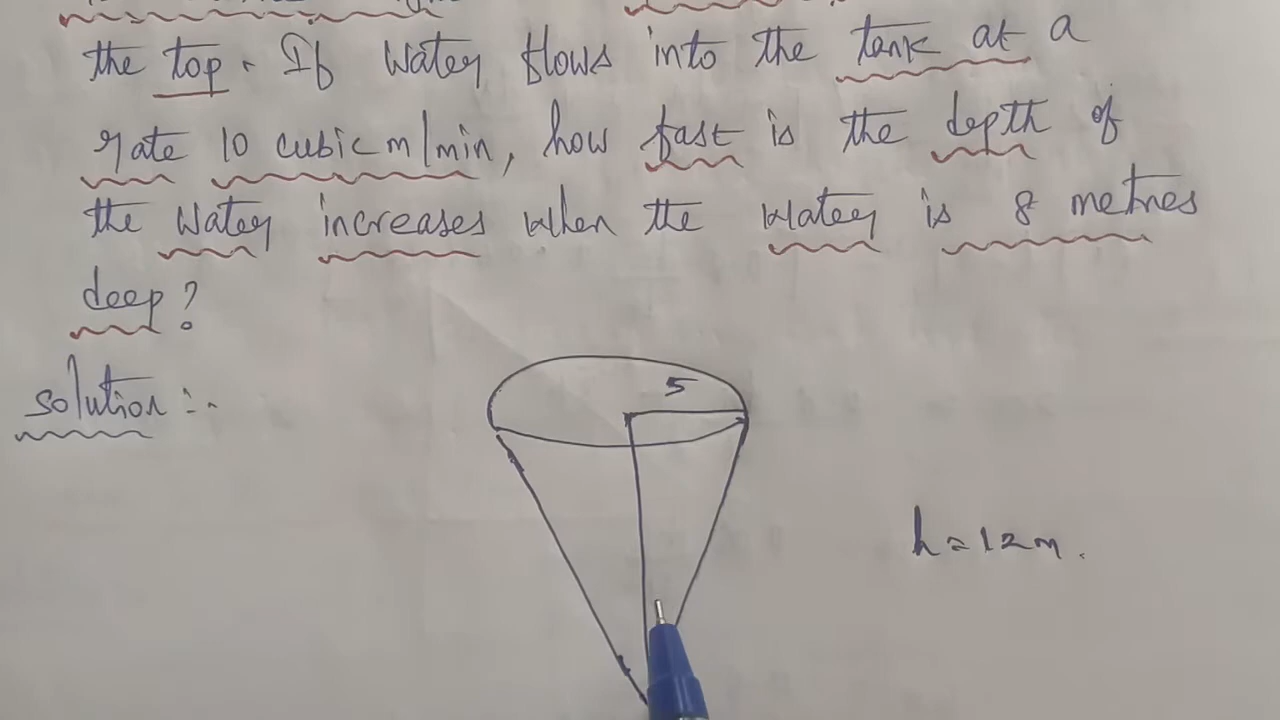 the top. If Water flows into the tank at a
rate 10 cubic m/min, how fast is the depth of
the Water increases when the water is 8 metres
deep?
solution :-
5
h = 12m.